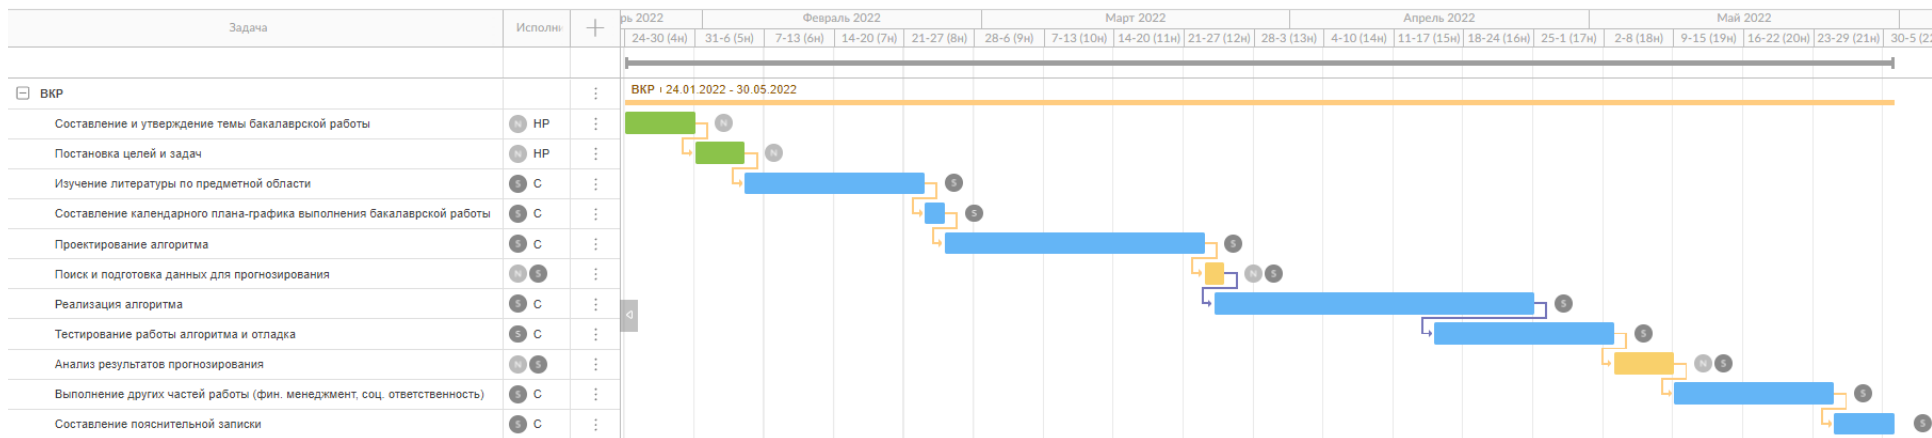 Задача Исполн
рь 2022 Февраль 2022 Март 2022 Апрель 2022 Май 2022
24-30 (4н) 31-6 (5н) 7-13 (6н) 14-20 (7н) 21-27 (8н) 28-6 (9н) 7-13 (10н) 14-20 (11н) 21-27 (12н) 28-3 (13н) 4-10 (14н) 11-17 (15н) 18-24 (16н) 25-1 (17н) 2-8 (18н) 9-15 (19н) 16-22 (20н) 23-29 (21н) 30-5 (22
ВКР ВКР 24.01.2022 - 30.05.2022
Составление и утверждение темы бакалаврской работы N НР N
Постановка целей и задач N НР N
Изучение литературы по предметной области S С S
Составление календарного плана-графика выполнения бакалаврской работы S С S
Проектирование алгоритма S С S
Поиск и подготовка данных для прогнозирования N S N S
Реализация алгоритма S С S
Тестирование работы алгоритма и отладка S С S
Анализ результатов прогнозирования N S N S
Выполнение других частей работы (фин. менеджмент, соц. ответственность) S С S
Составление пояснительной записки S С S